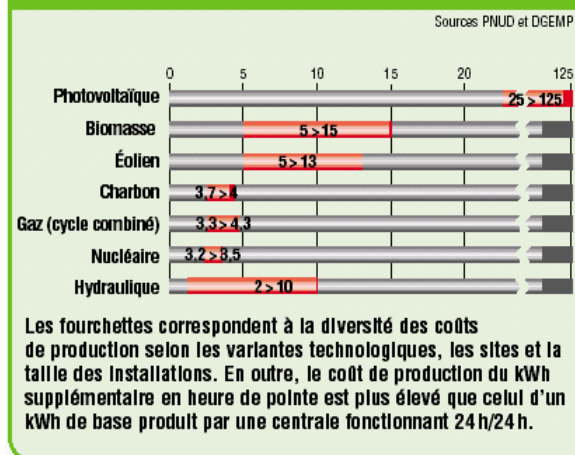 Sources PNUD et DGEMP
0 5 10 15 20 125
Photovoltaïque 25 > 125
Biomasse 5 > 15
Éolien 5 > 13
Charbon 3,7 > 4
Gaz (cycle combiné) 3,3 > 4,3
Nucléaire 3.2 > 3,5
Hydraulique 2 > 10
Les fourchettes correspondent à la diversité des coûts
de production selon les variantes technologiques, les sites et la
taille des installations. En outre, le coût de production du kWh
supplémentaire en heure de pointe est plus élevé que celui d'un
kWh de base produit par une centrale fonctionnant 24 h/24 h.